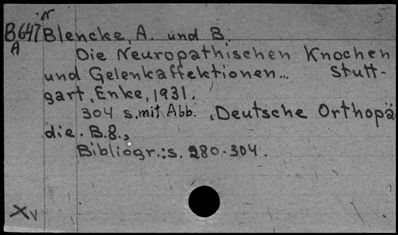 N
B647 Blencke, A. und B.
A
Die Neuropathischen Knochen
und Gelenkaffektionen... Stutt-
gart, Enke, 1931.
304 s. mit Abb. , Deutsche Orthopä
die. B.8.,
Bibliogr.: s. 280-304.
XV